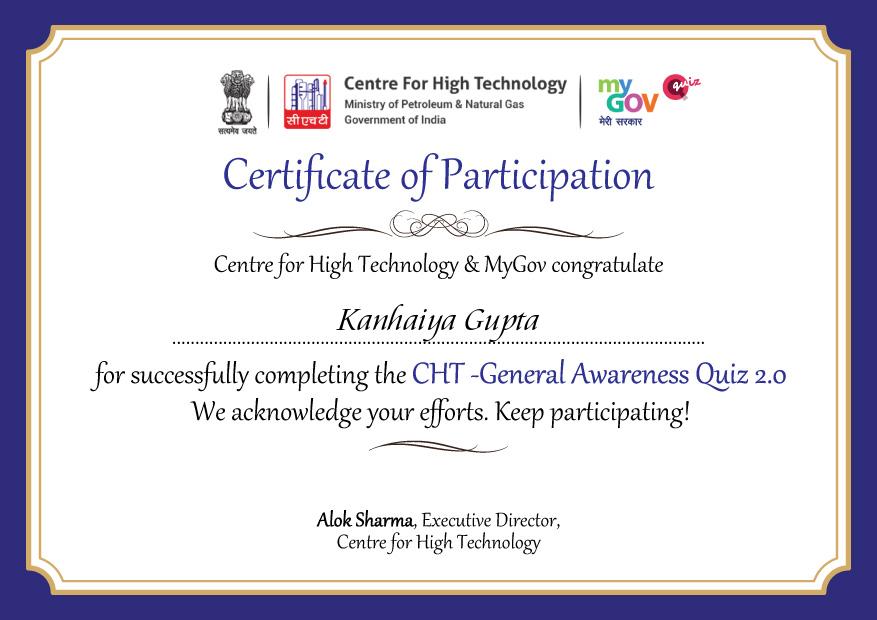 सत्यमेव जयते
सीएचटी
Centre For High Technology
Ministry of Petroleum & Natural Gas
Government of India
my
GOV
मेरी सरकार
quiz
Certificate of Participation
Centre for High Technology & MyGov congratulate
Kanhaiya Gupta
for successfully completing the CHT -General Awareness Quiz 2.0
We acknowledge your efforts. Keep participating!
Alok Sharma, Executive Director,
Centre for High Technology